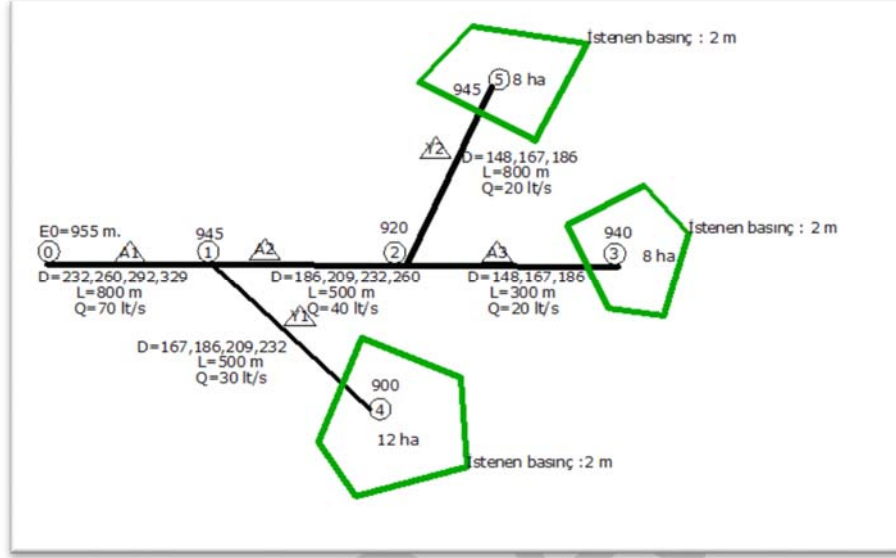 İstenen basınç : 2 m
5
8 ha
945
Y2
D=148,167,186
L=800 m
Q=20 lt/s
E0=955 m.
0
A1
945
1
A2
920
2
A3
940
3
8 ha
İstenen basınç : 2 m
D=232,260,292,329
L=800 m
Q=70 lt/s
D=186,209,232,260
L=500 m
Q=40 lt/s
D=148,167,186
L=300 m
Q=20 lt/s
Y1
D=167,186,209,232
L=500 m
Q=30 lt/s
900
4
12 ha
İstenen basınç :2 m